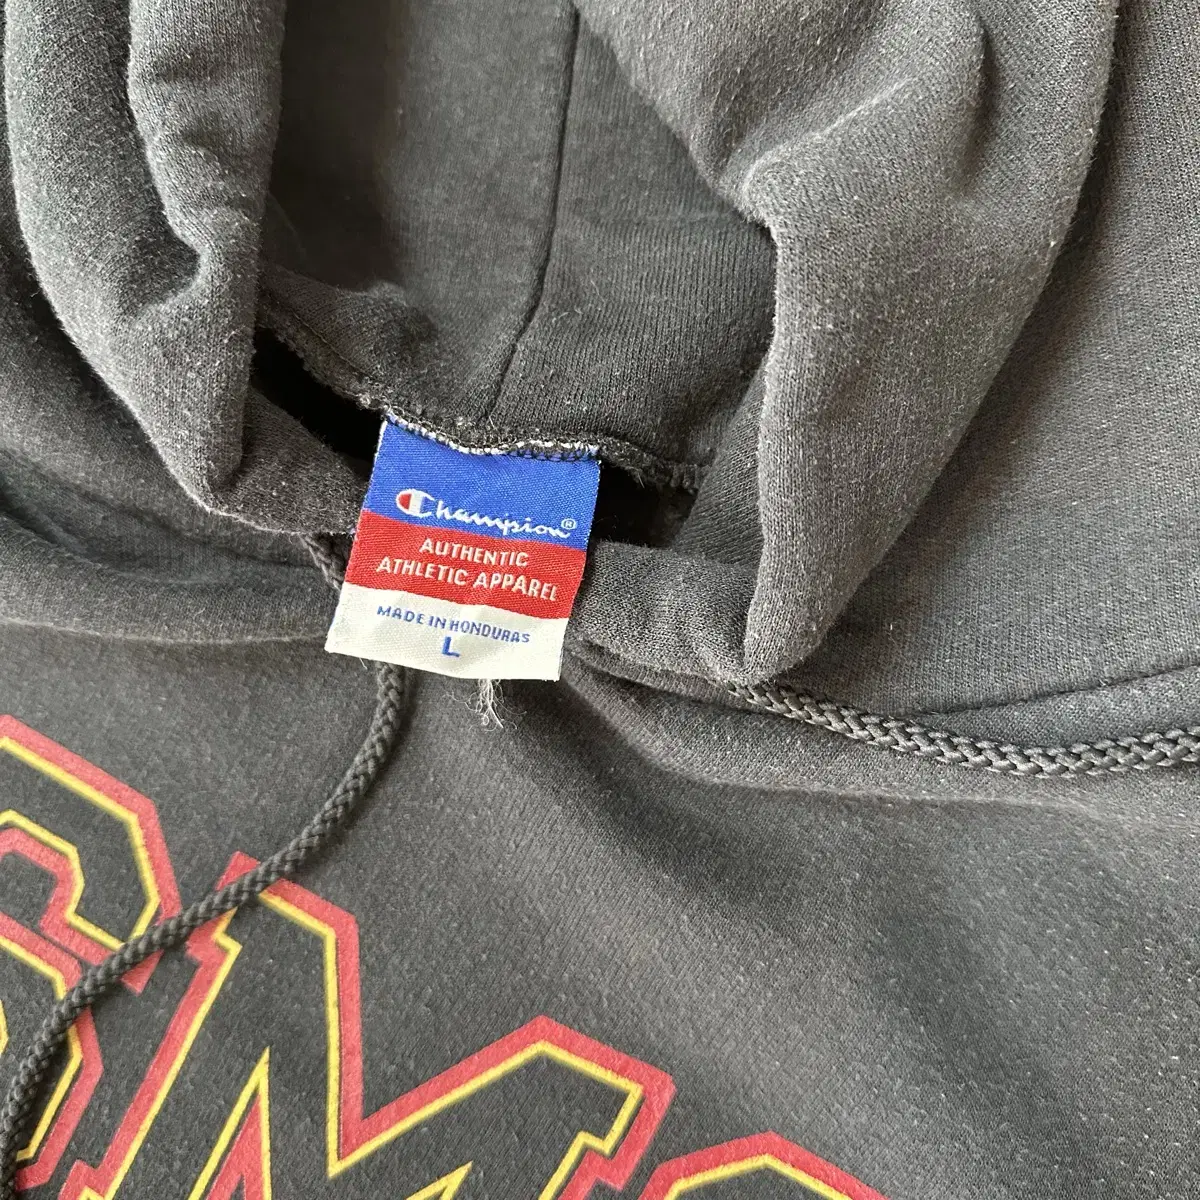 Champion®
AUTHENTIC
ATHLETIC APPAREL
MADE IN HONDURAS
L